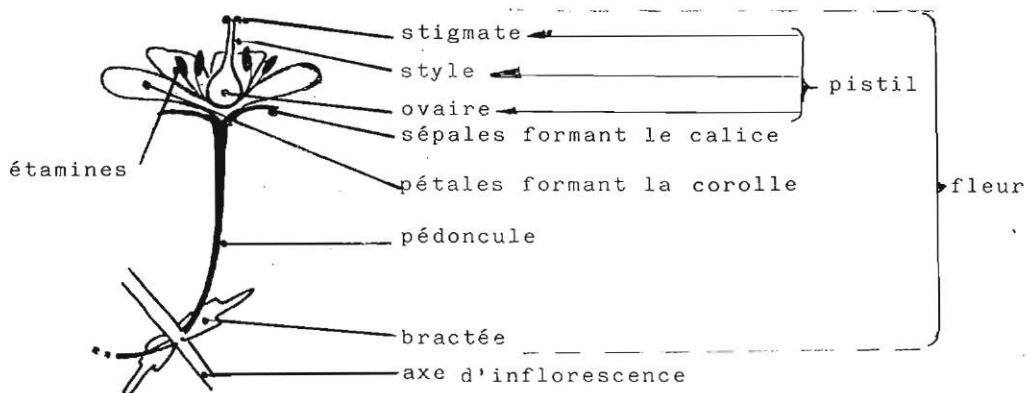 stigmate
style
pistil
ovaire
sépales formant le calice
étamines
pétales formant la corolle
fleur
pédoncule
bractée
axe d'inflorescence